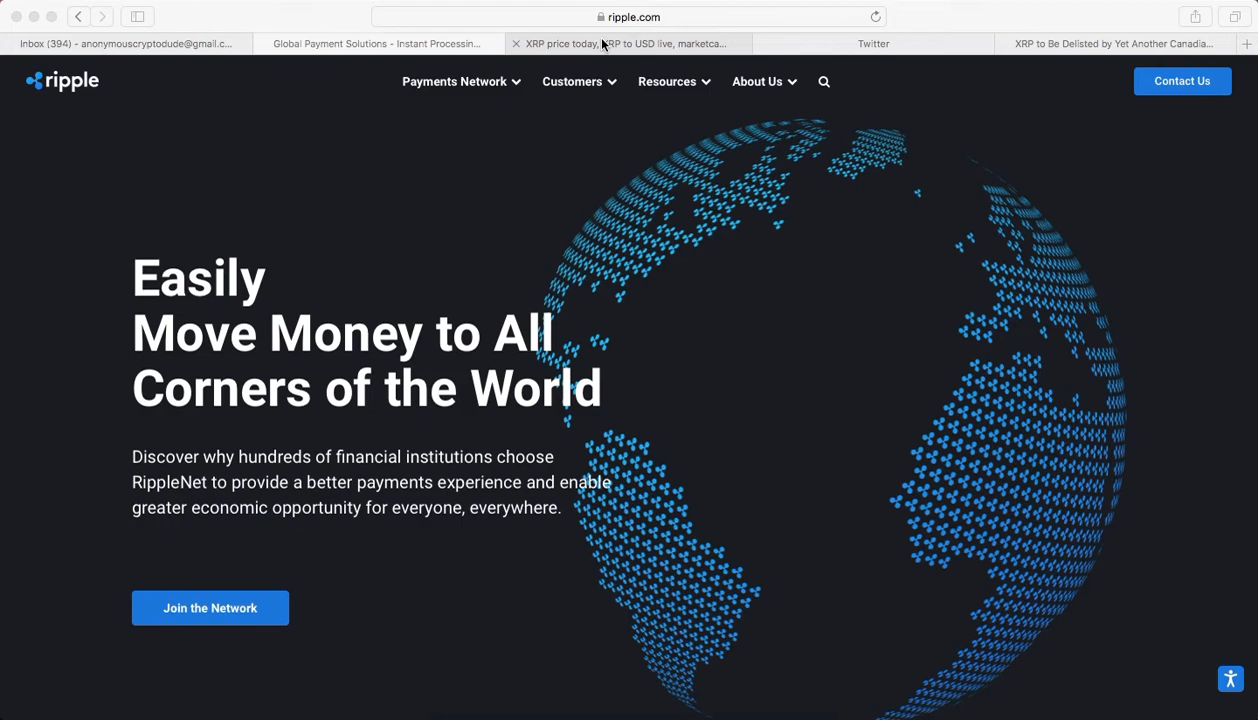 ripple.com
Inbox (394) - anonymouscryptodude@gmail.c...
Global Payment Solutions - Instant Processin...
XRP price today, XRP to USD live, marketca...
Twitter
XRP to Be Delisted by Yet Another Canadia...
ripple
Payments Network
Customers
Resources
About Us
Contact Us
Easily
Move Money to All
Corners of the World
Discover why hundreds of financial institutions choose
RippleNet to provide a better payments experience and enable
greater economic opportunity for everyone, everywhere.
Join the Network